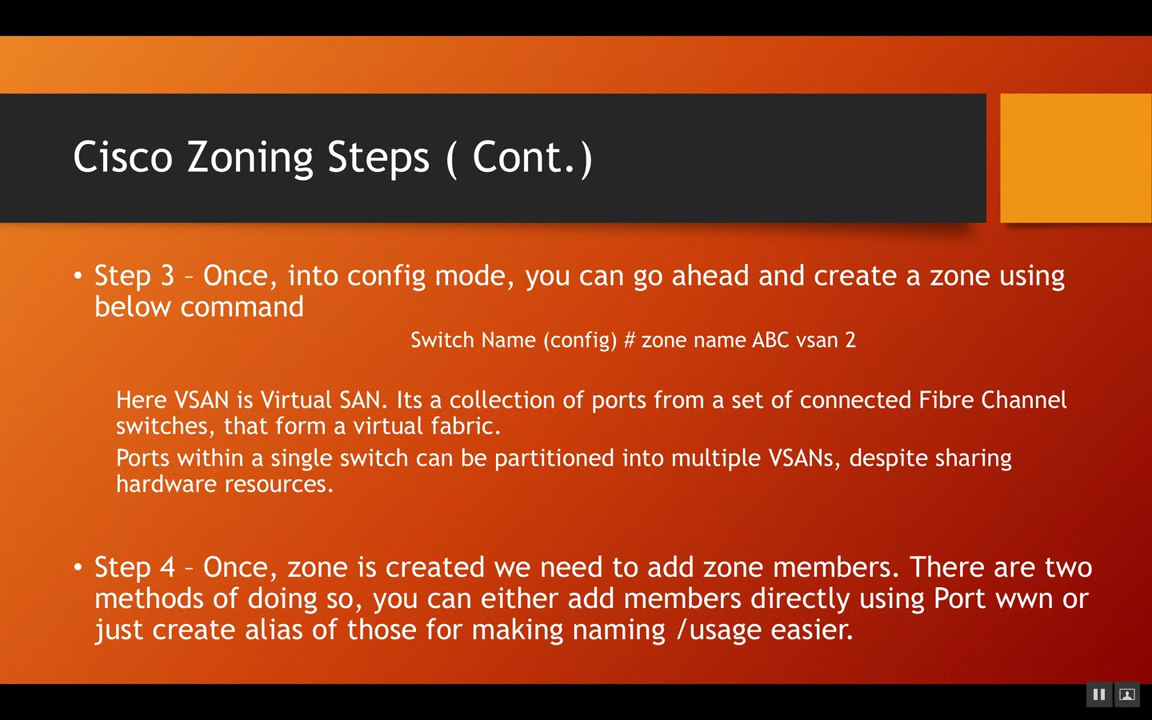 Cisco Zoning Steps ( Cont.)
• Step 3 – Once, into config mode, you can go ahead and create a zone using
below command
Switch Name (config) # zone name ABC vsan 2
Here VSAN is Virtual SAN. Its a collection of ports from a set of connected Fibre Channel
switches, that form a virtual fabric.
Ports within a single switch can be partitioned into multiple VSANs, despite sharing
hardware resources.
• Step 4 – Once, zone is created we need to add zone members. There are two
methods of doing so, you can either add members directly using Port wwn or
just create alias of those for making naming /usage easier.